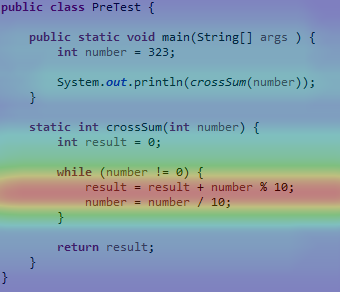 public class PreTest {
public static void main(String[] args ) {
int number = 323;
System.out.println(crossSum(number));
}
static int crossSum(int number) {
int result = 0;
while (number != 0) {
result = result + number % 10;
number = number / 10;
}
return result;
}
}